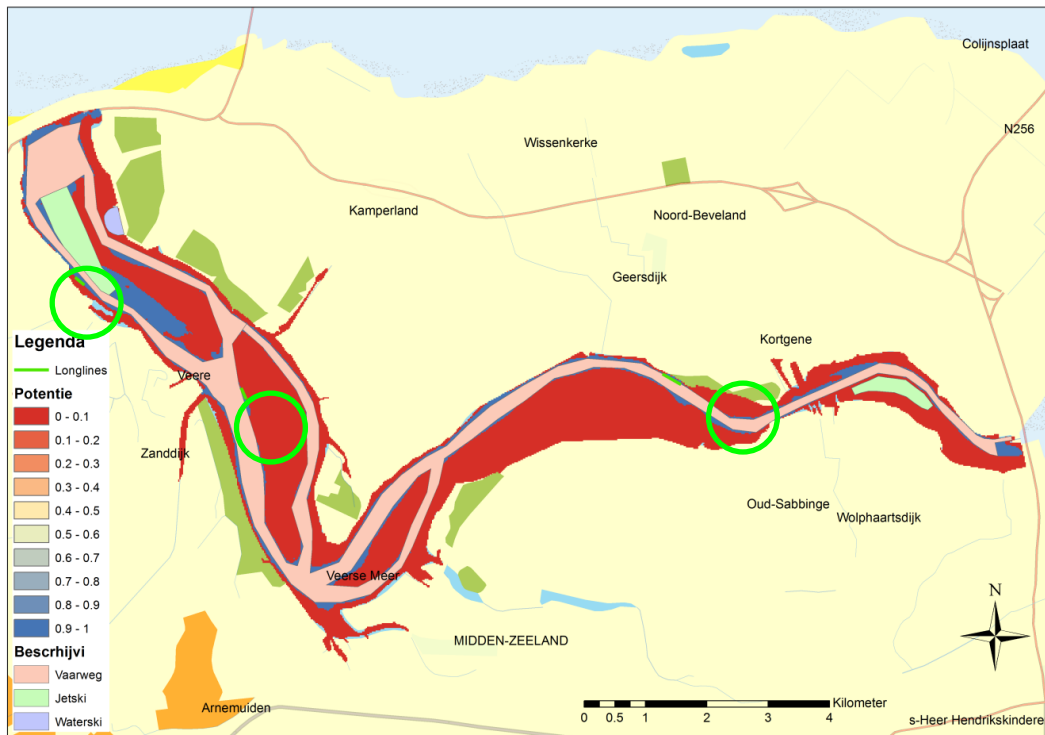 Colijnsplaat
N256
Wissenkerke
Kamperland
Noord-Beveland
Geersdijk
Kortgene
Veere
Zanddijk
Oud-Sabbinge
Wolphaartsdijk
Veerse Meer
MIDDEN-ZEELAND
Arnemuiden
s-Heer Hendrikskindere
N
0 0.5 1 2 3 4
Kilometer
Legenda
Longlines
Potentie
0 - 0.1
0.1 - 0.2
0.2 - 0.3
0.3 - 0.4
0.4 - 0.5
0.5 - 0.6
0.6 - 0.7
0.7 - 0.8
0.8 - 0.9
0.9 - 1
Bescrhijvi
Vaarweg
Jetski
Waterski